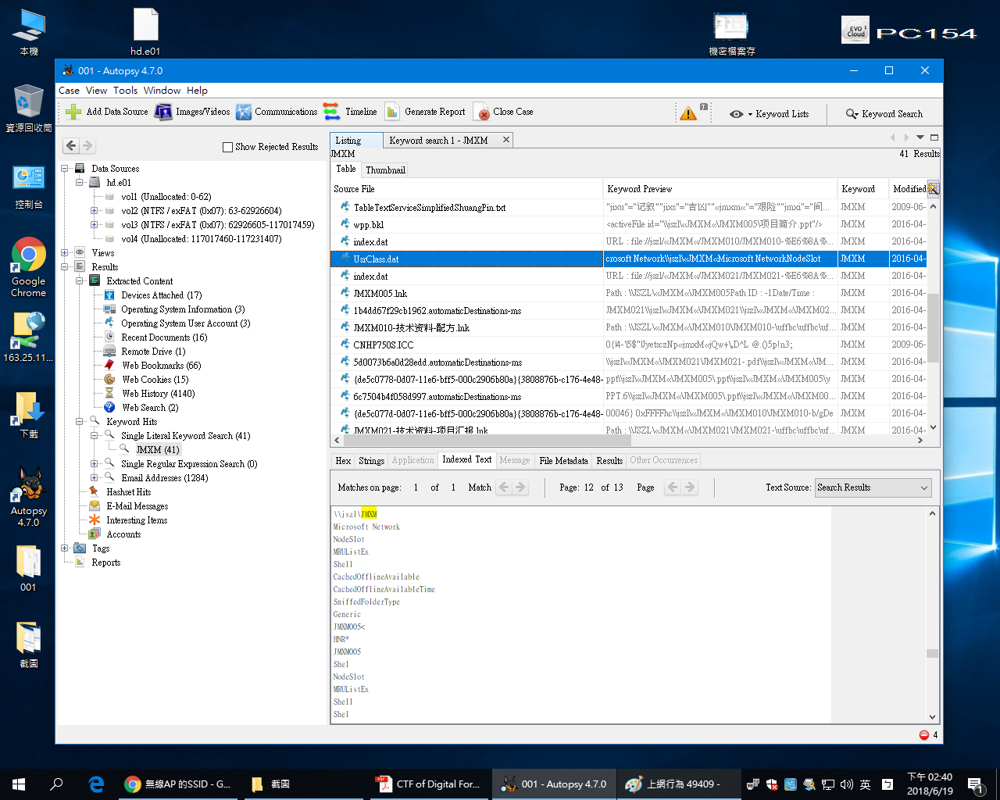 本機
hd.e01
機密檔案存
EVO Cloud
PC154
資源回收筒
控制台
Google Chrome
163.25.11...
下載
Autopsy 4.7.0
001
截圖
001 - Autopsy 4.7.0
Case View Tools Window Help
Add Data Source Images/Videos Communications Timeline Generate Report Close Case 7 Keyword Lists Keyword Search
Show Rejected Results
Data Sources
hd.e01
vol1 (Unallocated: 0-62)
vol2 (NTFS / exFAT (0x07): 63-62926604)
vol3 (NTFS / exFAT (0x07): 62926605-117017459)
vol4 (Unallocated: 117017460-117231407)
Views
Results
Extracted Content
Devices Attached (17)
Operating System Information (3)
Operating System User Account (3)
Recent Documents (16)
Remote Drive (1)
Web Bookmarks (66)
Web Cookies (15)
Web History (4140)
Web Search (2)
Keyword Hits
Single Literal Keyword Search (41)
JMXM (41)
Single Regular Expression Search (0)
Email Addresses (1284)
Hashset Hits
E-Mail Messages
Interesting Items
Accounts
Tags
Reports
Listing Keyword search 1 - JMXM
JMXM 41 Results
Table Thumbnail
Source File Keyword Preview Keyword Modified
TableTextServiceSimplifiedShuangPin.txt "jixu"="记叙""jixs"="吉凶""«jmxm«"="艰险""jmxi"="间... JMXM 2009-06-
wpp.bkl <activeFile id="\\jszl\«JMXM«\JMXM005\项目简介.ppt"/> JMXM 2016-04-
index.dat URL : file://jszl/«JMXM«/JMXM010/JMXM010-%E6%8A%... JMXM 2016-04-
UsrClass.dat crosoft Network\\jszl\«JMXM«Microsoft NetworkNodeSlot JMXM 2016-04-
index.dat URL : file://jszl/«JMXM«/JMXM021/JMXM021-%E6%8A%... JMXM 2016-04-
JMXM005.lnk Path : \\JSZL\«JMXM«\JMXM005Path ID : -1Date/Time : JMXM 2016-04-
1b4dd67f29cb1962.automaticDestinations-ms JMXM021\\jszl\«JMXM«\JMXM021\\jszl\«JMXM«\JMXM02... JMXM 2016-04-
JMXM010-技术资料-配方.lnk Path : \\JSZL\«JMXM«\JMXM010\JMXM010-\uffbc\uffbc\uf... JMXM 2016-04-
CNHP750S.ICC JMXM 2009-06-
5d0073b6a0d28edd.automaticDestinations-ms \\jszl\«JMXM«\JMXM021\JMXM021-.pdf\\jszl\«JMXM«\JM... JMXM 2016-04-
{de5c0778-0d07-11e6-bff5-000c2906b80a}{3808876b-c176-4e48- ppt\\jszl\«JMXM«\JMXM005\.ppt\\jszl\«JMXM«\JMXM005\y JMXM 2016-04-
6c7504b4f058d997.automaticDestinations-ms PPT.6\\jszl\«JMXM«\JMXM005\.ppt\\jszl\«JMXM«\JMXM0... JMXM 2016-04-
{de5c077d-0d07-11e6-bff5-000c2906b80a}{3808876b-c176-4e48- 00046} 0xFFFFhc\\jszl\«JMXM«\JMXM010\JMXM010-b/gDe JMXM 2016-04-
JMXM021-技术资料-项目汇报.lnk Path : \\JSZL\«JMXM«\JMXM021\JMXM021-\uffbc\uffbc\uf... JMXM 2016-04-
Hex Strings Application Indexed Text Message File Metadata Results Other Occurrences
Matches on page: 1 of 1 Match Page: 12 of 13 Page Text Source: Search Results
\\jszl\JMXM
Microsoft Network
NodeSlot
MRUListEx
Shell
CachedOfflineAvailable
CachedOfflineAvailableTime
SniffedFolderType
Generic
JMXM005<
HNR*
JMXM005
Shel
NodeSlot
MRUListEx
Shell
Shel
4
無線AP 的SSID - G... 截圖 CTF of Digital For... 001 - Autopsy 4.7.0 上網行為 49409 - 英 下午 02:40
2018/6/19
1